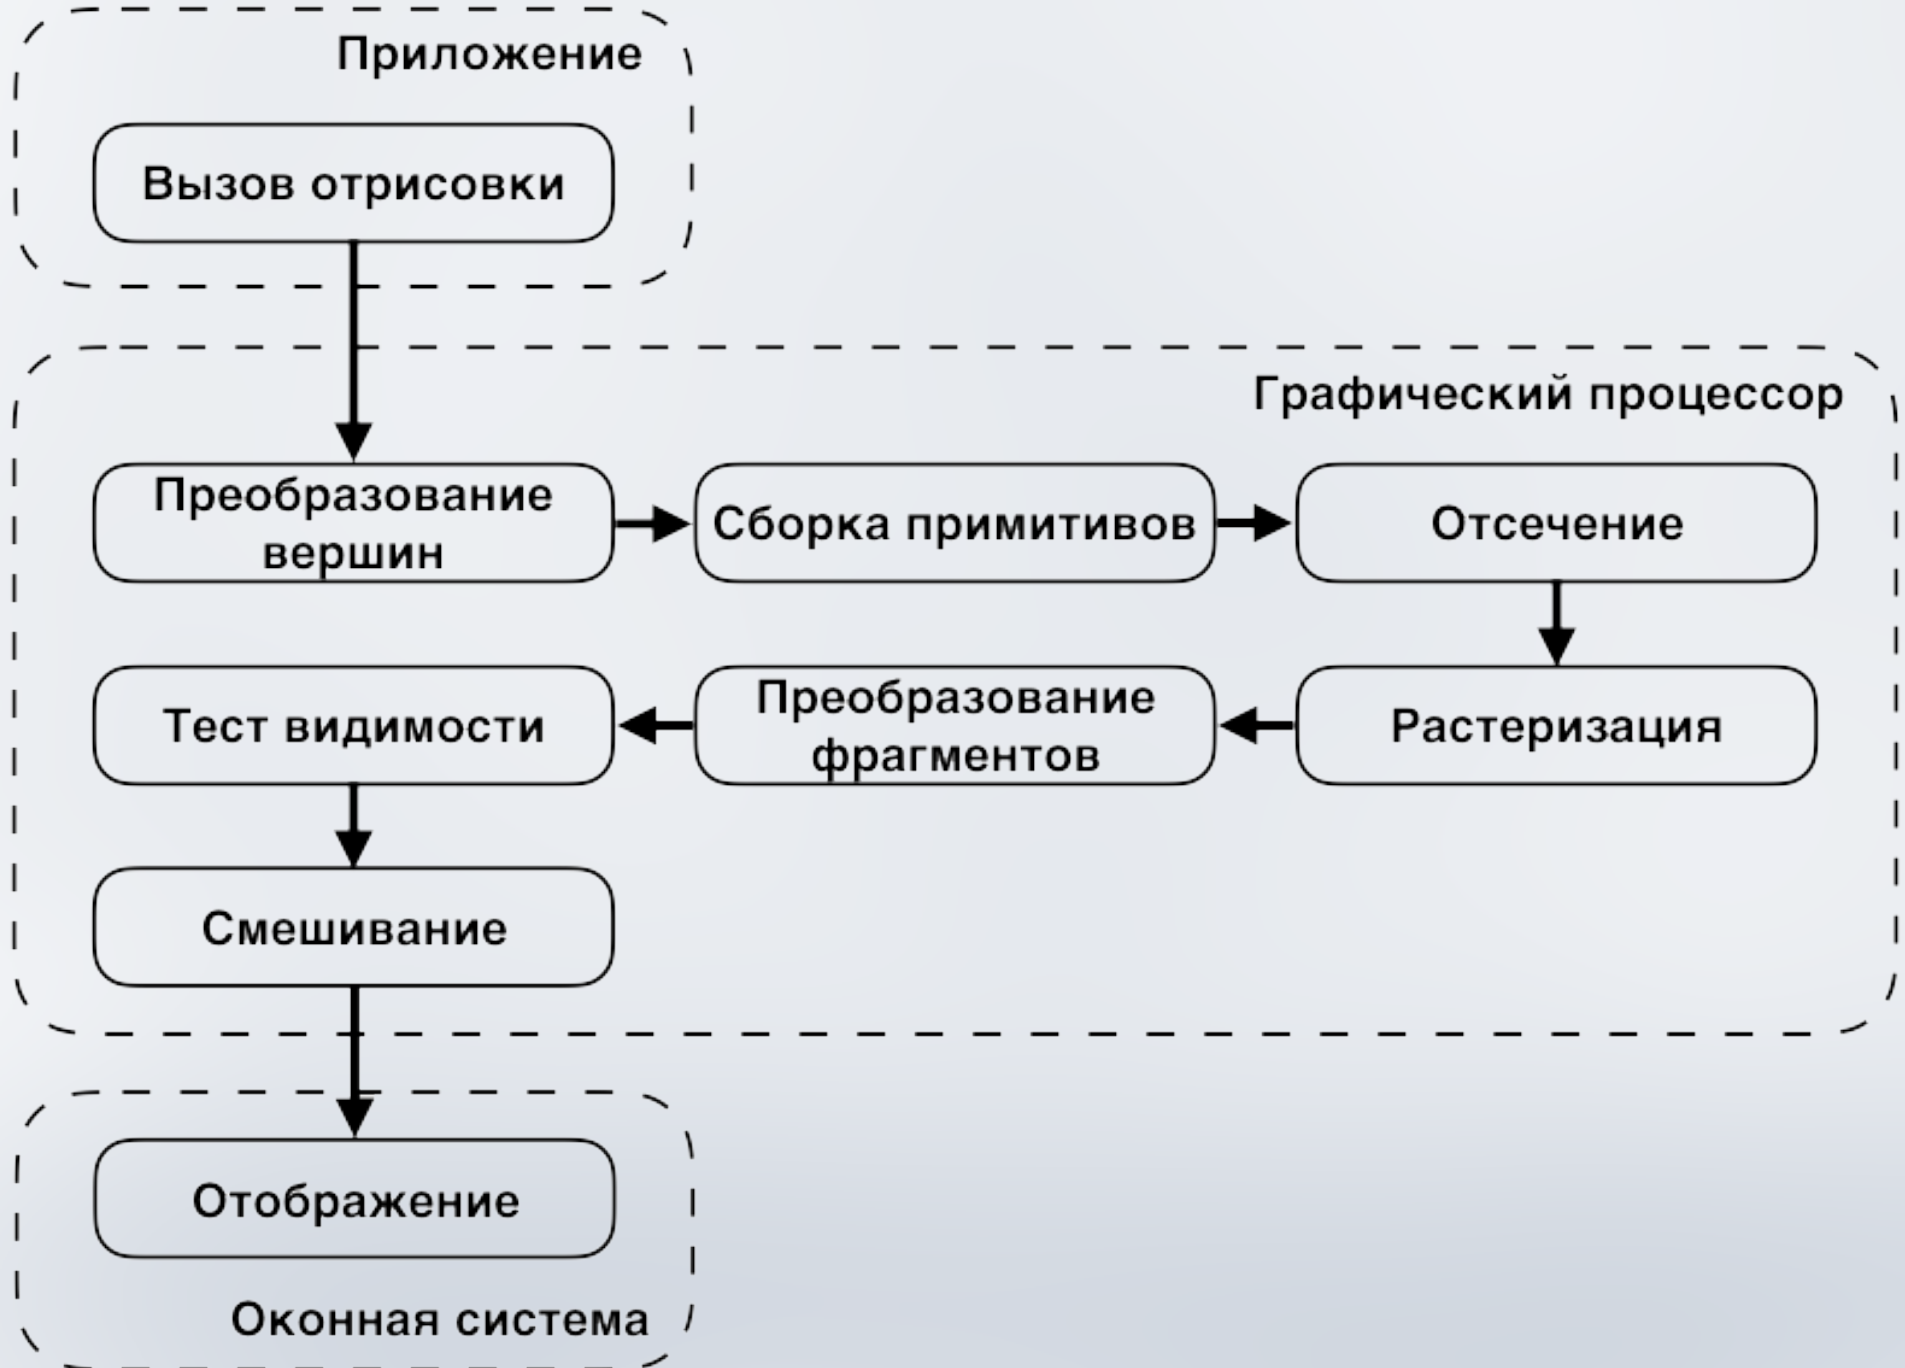 Приложение
Вызов отрисовки
Графический процессор
Преобразование
вершин
Сборка примитивов
Отсечение
Тест видимости
Преобразование
фрагментов
Растеризация
Смешивание
Отображение
Оконная система